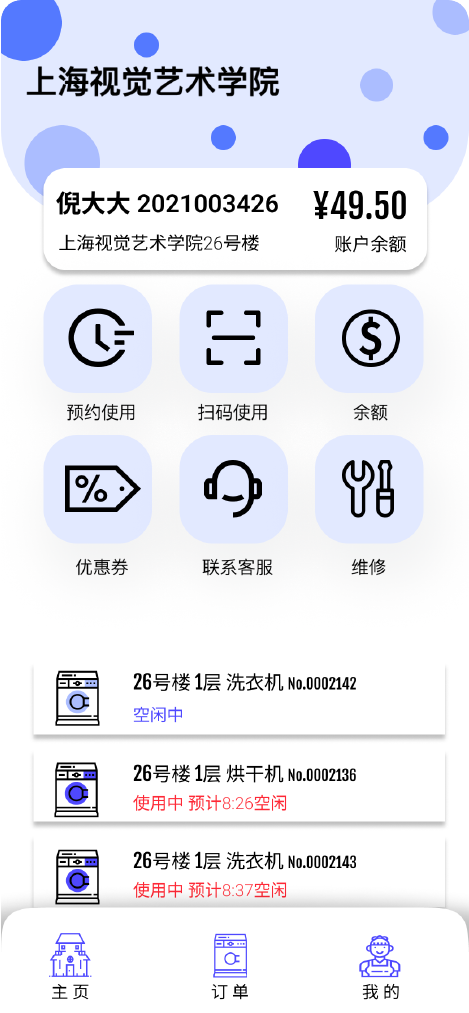 上海视觉艺术学院
倪大大 2021003426
¥49.50
上海视觉艺术学院26号楼
账户余额
预约使用
扫码使用
$
余额
%
优惠券
联系客服
维修
26号楼 1层 洗衣机 No.0002142
空闲中
26号楼 1层 烘干机 No.0002136
使用中 预计8:26空闲
26号楼 1层 洗衣机 No.0002143
使用中 预计8:37空闲
主页
订单
我的